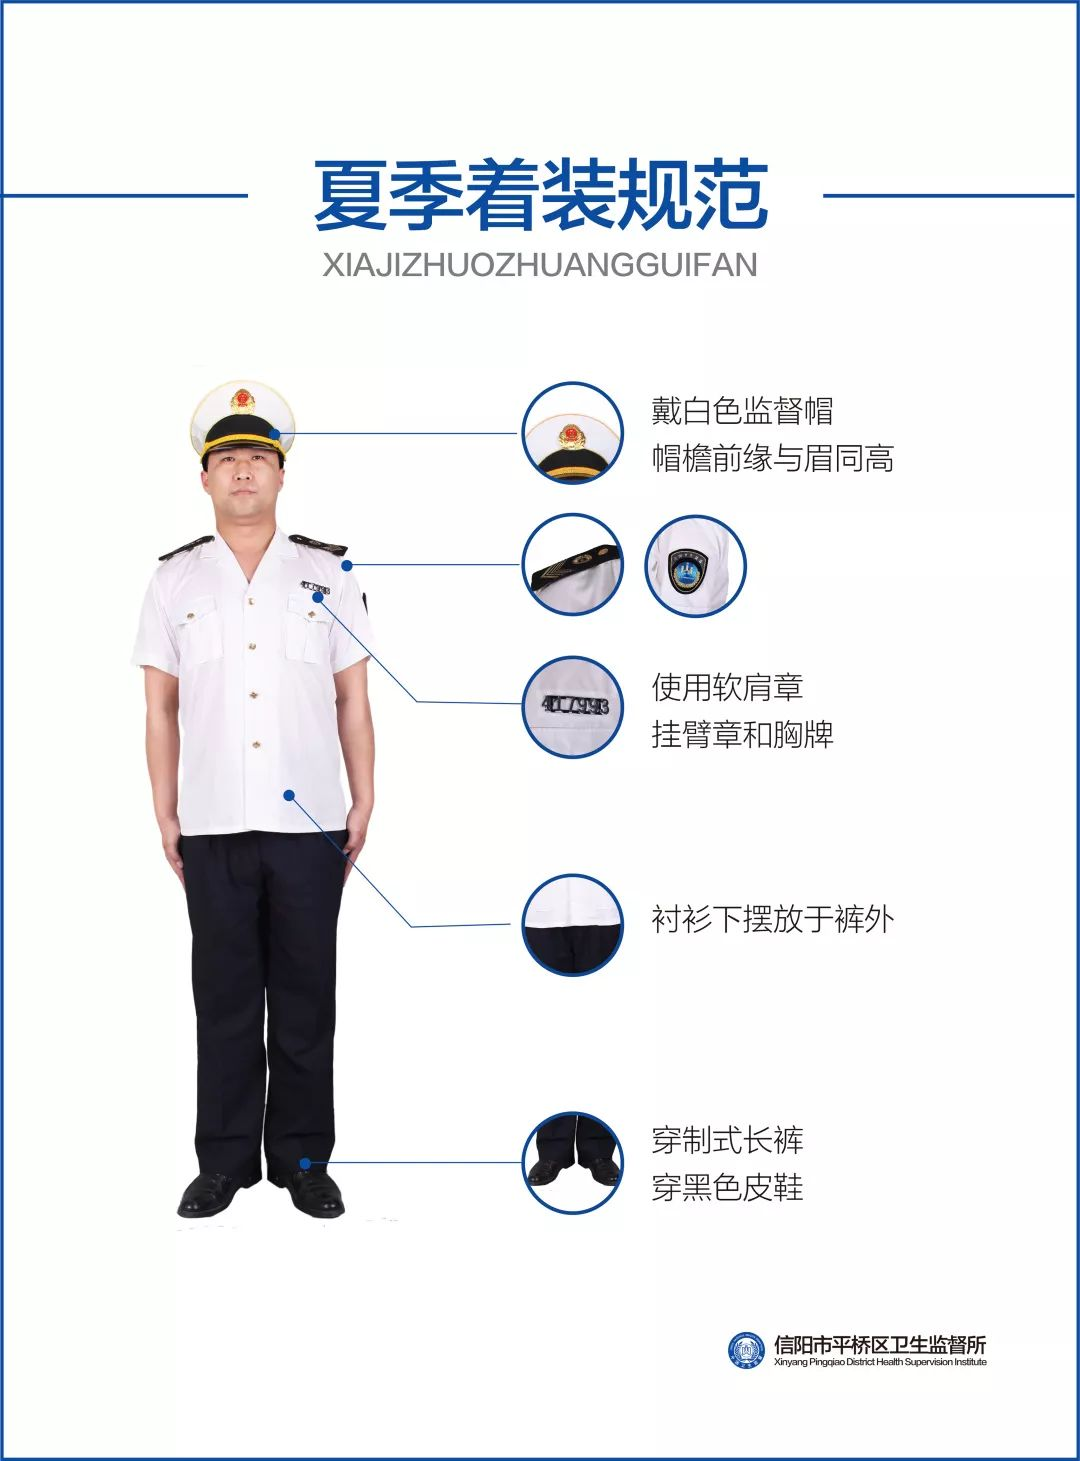 夏季着装规范
XIAJIZHUOZHUANGGUIFAN
戴白色监督帽
帽檐前缘与眉同高
使用软肩章
挂臂章和胸牌
衬衫下摆放于裤外
穿制式长裤
穿黑色皮鞋
信阳市平桥区卫生监督所
Xinyang Pingqiao District Health Supervision Institute